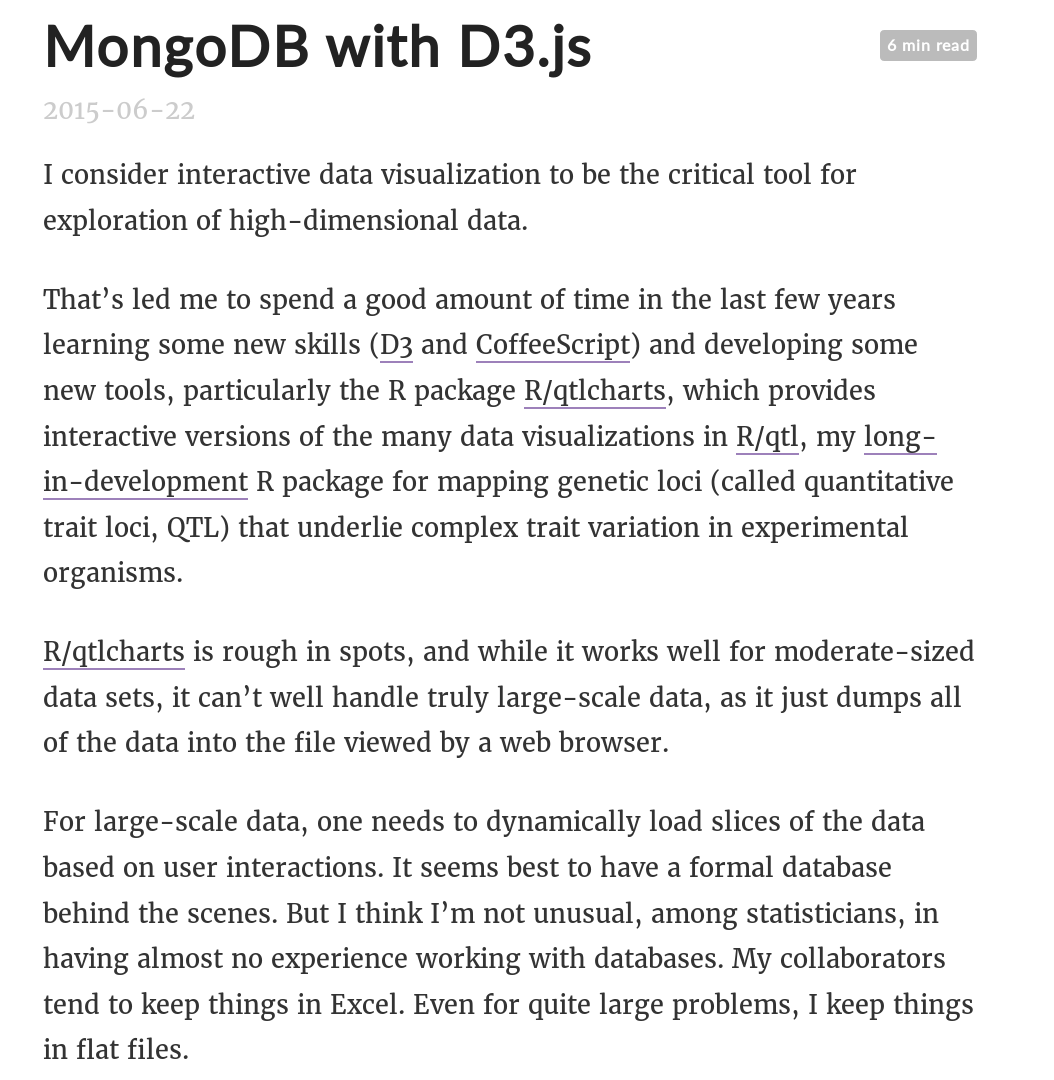 MongoDB with D3.js
6 min read
2015-06-22
I consider interactive data visualization to be the critical tool for
exploration of high-dimensional data.
That’s led me to spend a good amount of time in the last few years
learning some new skills (D3 and CoffeeScript) and developing some
new tools, particularly the R package R/qtlcharts, which provides
interactive versions of the many data visualizations in R/qtl, my long-
in-development R package for mapping genetic loci (called quantitative
trait loci, QTL) that underlie complex trait variation in experimental
organisms.
R/qtlcharts is rough in spots, and while it works well for moderate-sized
data sets, it can’t well handle truly large-scale data, as it just dumps all
of the data into the file viewed by a web browser.
For large-scale data, one needs to dynamically load slices of the data
based on user interactions. It seems best to have a formal database
behind the scenes. But I think I’m not unusual, among statisticians, in
having almost no experience working with databases. My collaborators
tend to keep things in Excel. Even for quite large problems, I keep things
in flat files.